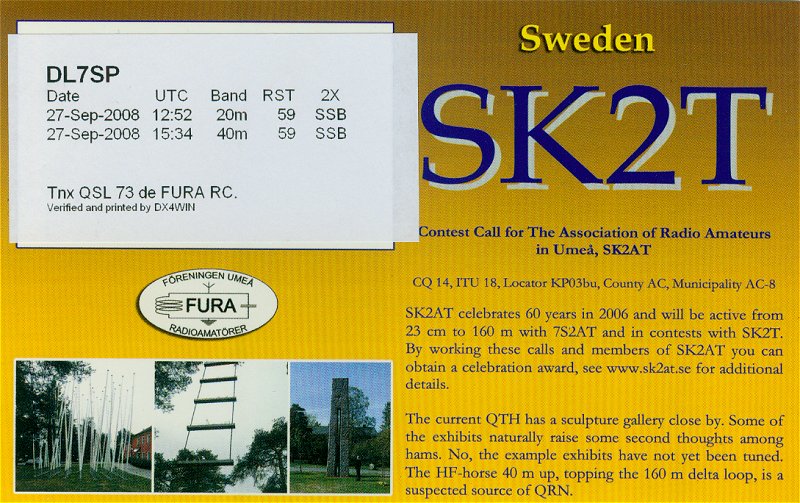 Sweden
SK2T
DL7SP
Date UTC Band RST 2X
27-Sep-2008 12:52 20m 59 SSB
27-Sep-2008 15:34 40m 59 SSB
Tnx QSL 73 de FURA RC.
Verified and printed by DX4WIN
Contest Call for The Association of Radio Amateurs
in Umeå, SK2AT
CQ 14, ITU 18, Locator KP03bu, County AC, Municipality AC-8
FÖRENINGEN UMEÅ
FURA
RADIOAMATÖRER
SK2AT celebrates 60 years in 2006 and will be active from
23 cm to 160 m with 7S2AT and in contests with SK2T.
By working these calls and members of SK2AT you can
obtain a celebration award, see www.sk2at.se for additional
details.
The current QTH has a sculpture gallery close by. Some of
the exhibits naturally raise some second thoughts among
hams. No, the example exhibits have not yet been tuned.
The HF-horse 40 m up, topping the 160 m delta loop, is a
suspected source of QRN.